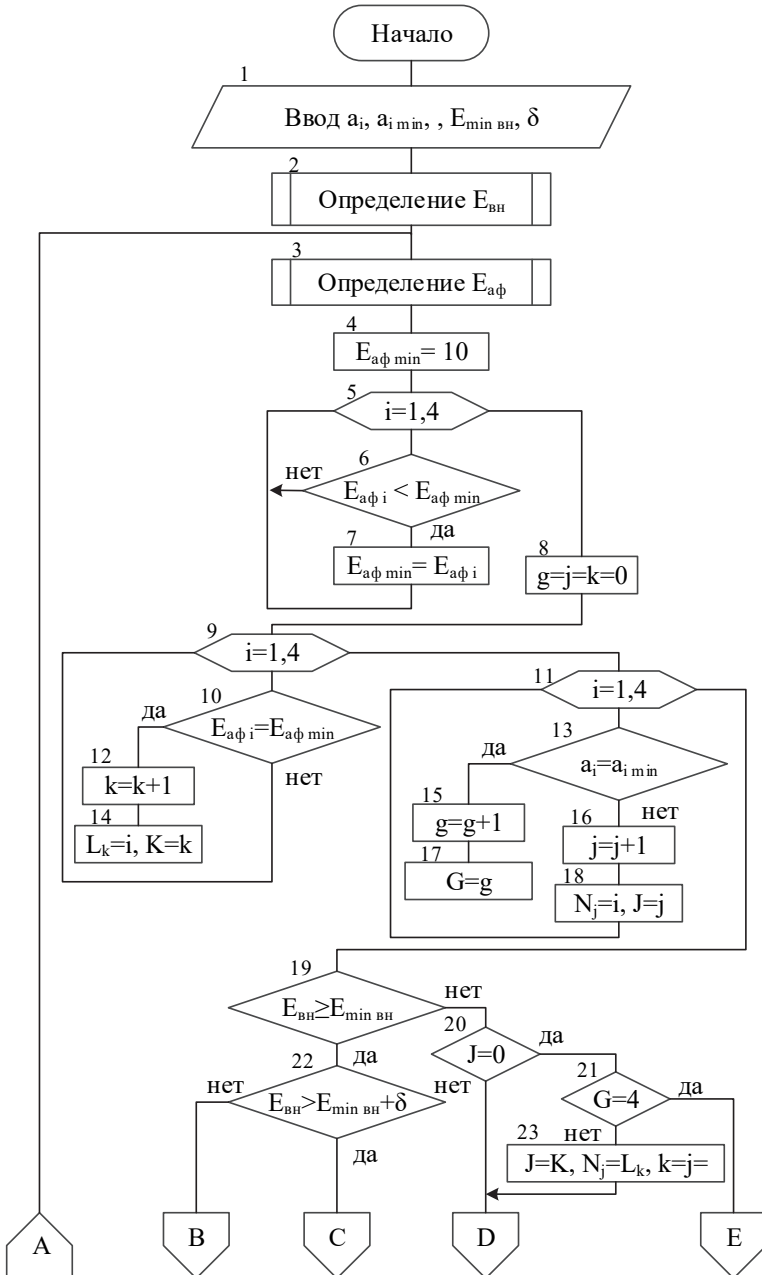 Начало
1
Ввод aᵢ, aᵢ ₘᵢₙ, , E_min вн, δ
2
Определение E_вн
3
Определение E_аф
4
E_аф min= 10
5
i=1,4
6
нет
E_аф i < E_аф min
да
7
E_аф min= E_аф i
8
g=j=k=0
9
i=1,4
10
да
E_аф i=E_аф min
нет
12
k=k+1
14
L_k=i, K=k
11
i=1,4
13
да
a_i=a_i min
нет
15
g=g+1
16
j=j+1
17
G=g
18
N_j=i, J=j
19
E_вн≥E_min вн
нет
да
20
J=0
да
нет
21
G=4
да
нет
22
нет
E_вн>E_min вн+δ
да
23
J=K, N_j=L_k, k=j=
A
B
C
D
E